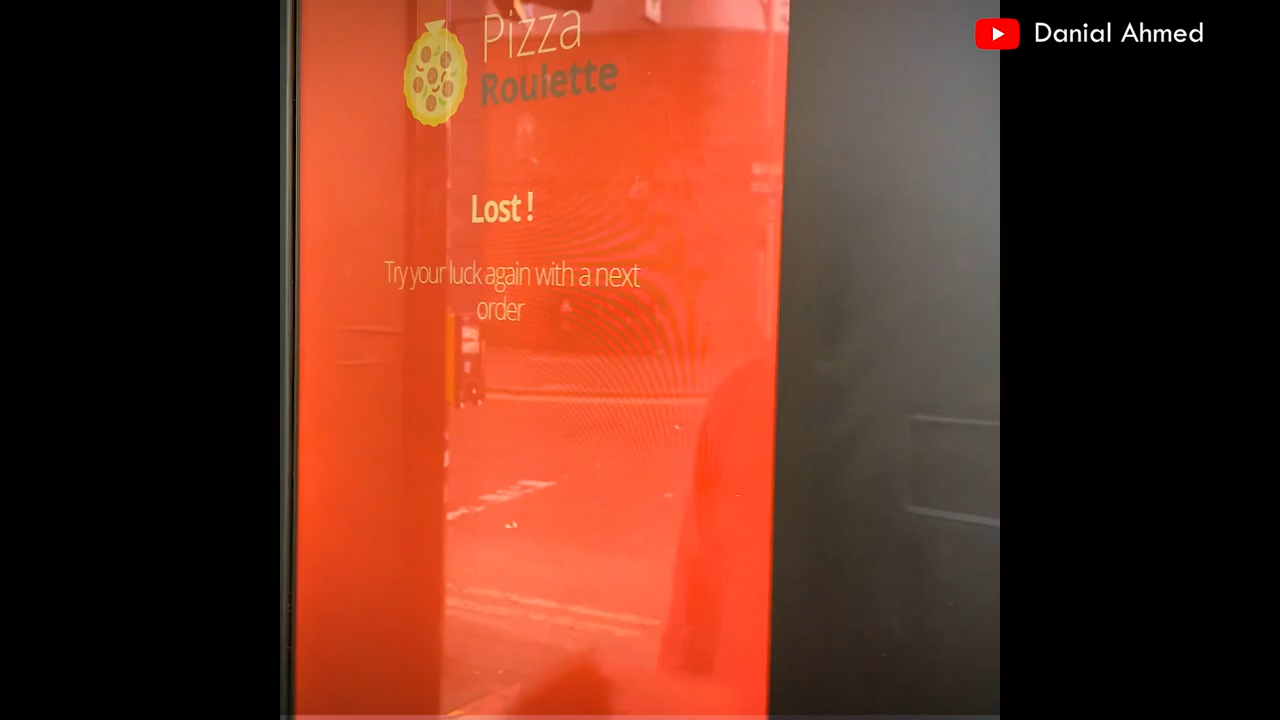 Danial Ahmed
Pizza
Roulette
Lost !
Try your luck again with a next
order